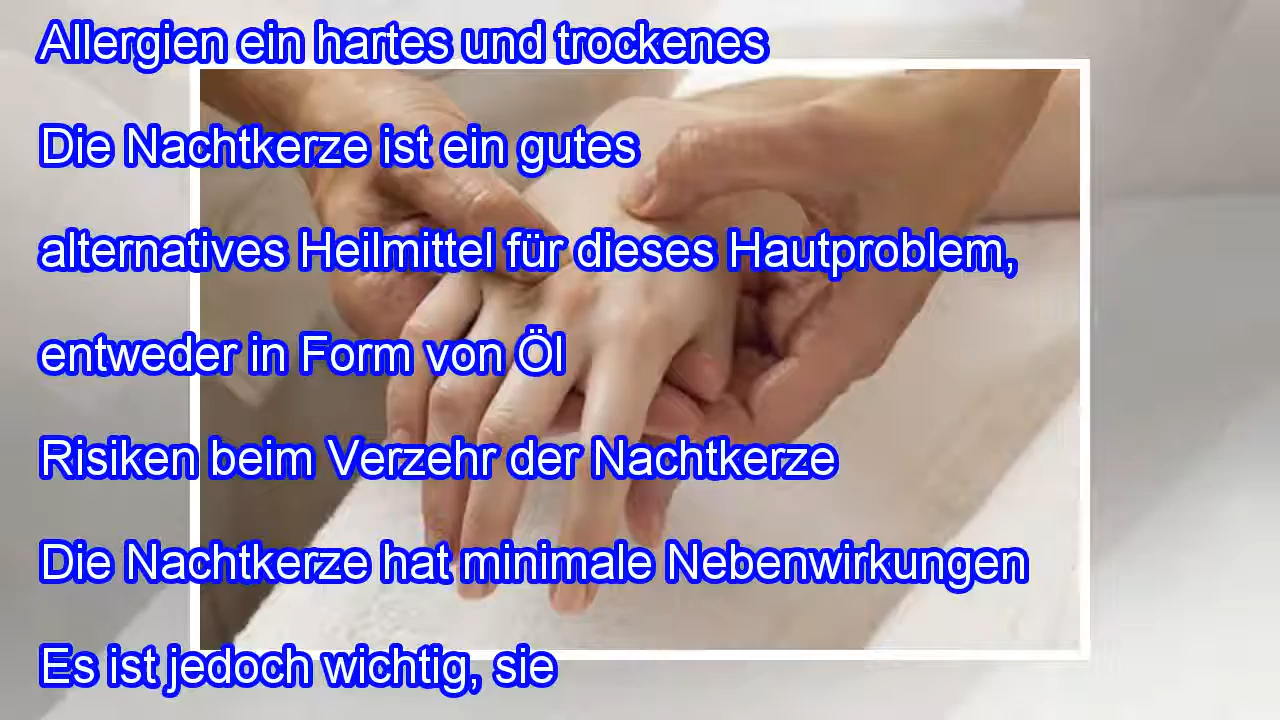 Allergien ein hartes und trockenes
Die Nachtkerze ist ein gutes
alternatives Heilmittel für dieses Hautproblem,
entweder in Form von Öl
Risiken beim Verzehr der Nachtkerze
Die Nachtkerze hat minimale Nebenwirkungen
Es ist jedoch wichtig, sie